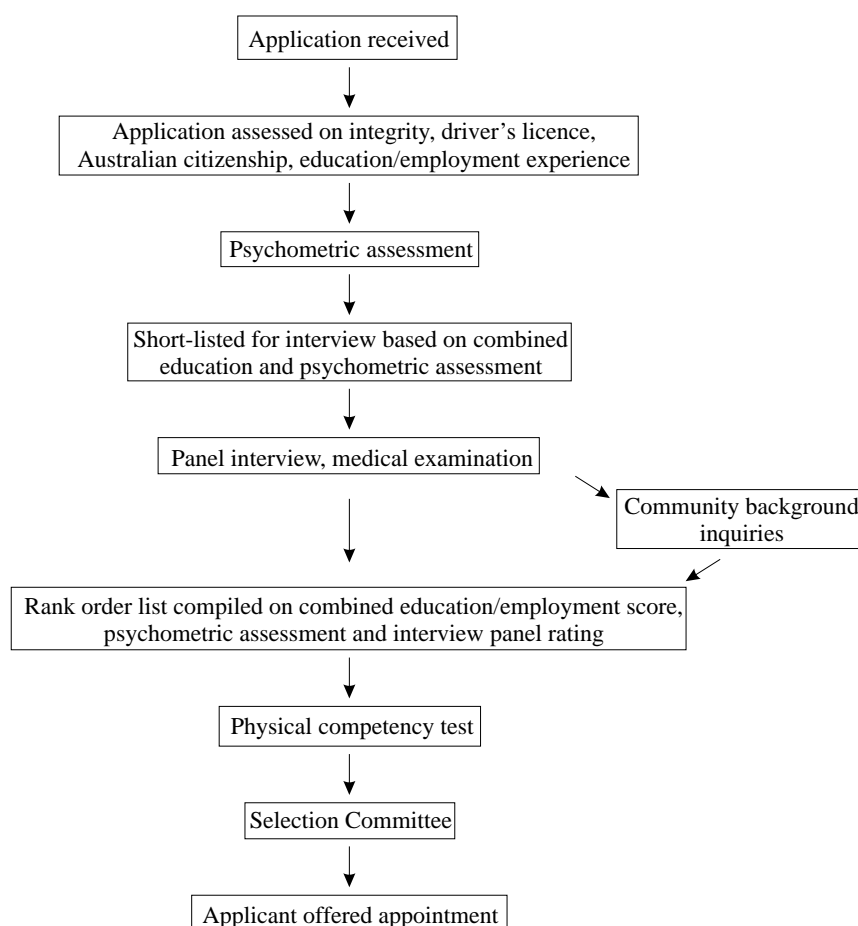 Application received
Application assessed on integrity, driver’s licence,
Australian citizenship, education/employment experience
Psychometric assessment
Short-listed for interview based on combined
education and psychometric assessment
Panel interview, medical examination
Community background
inquiries
Rank order list compiled on combined education/employment score,
psychometric assessment and interview panel rating
Physical competency test
Selection Committee
Applicant offered appointment